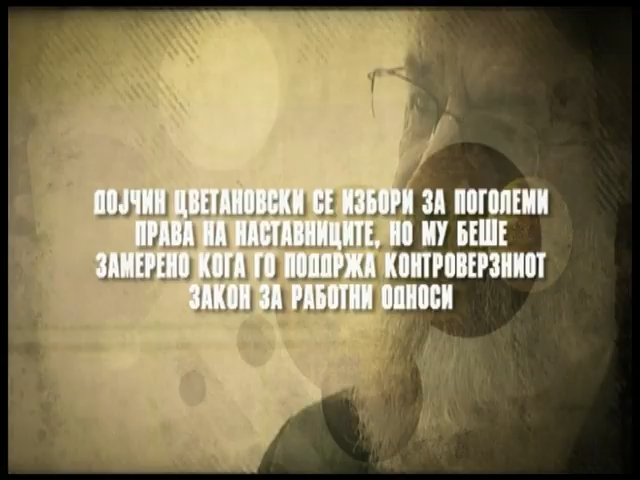 ДОЈЧИН ЦВЕТАНОВСКИ СЕ ИЗБОРИ ЗА ПОГОЛЕМИ
ПРАВА НА НАСТАВНИЦИТЕ, НО МУ БЕШЕ
ЗАМЕРЕНО КОГА ГО ПОДДРЖА КОНТРОВЕРЗНИОТ
ЗАКОН ЗА РАБОТНИ ОДНОСИ